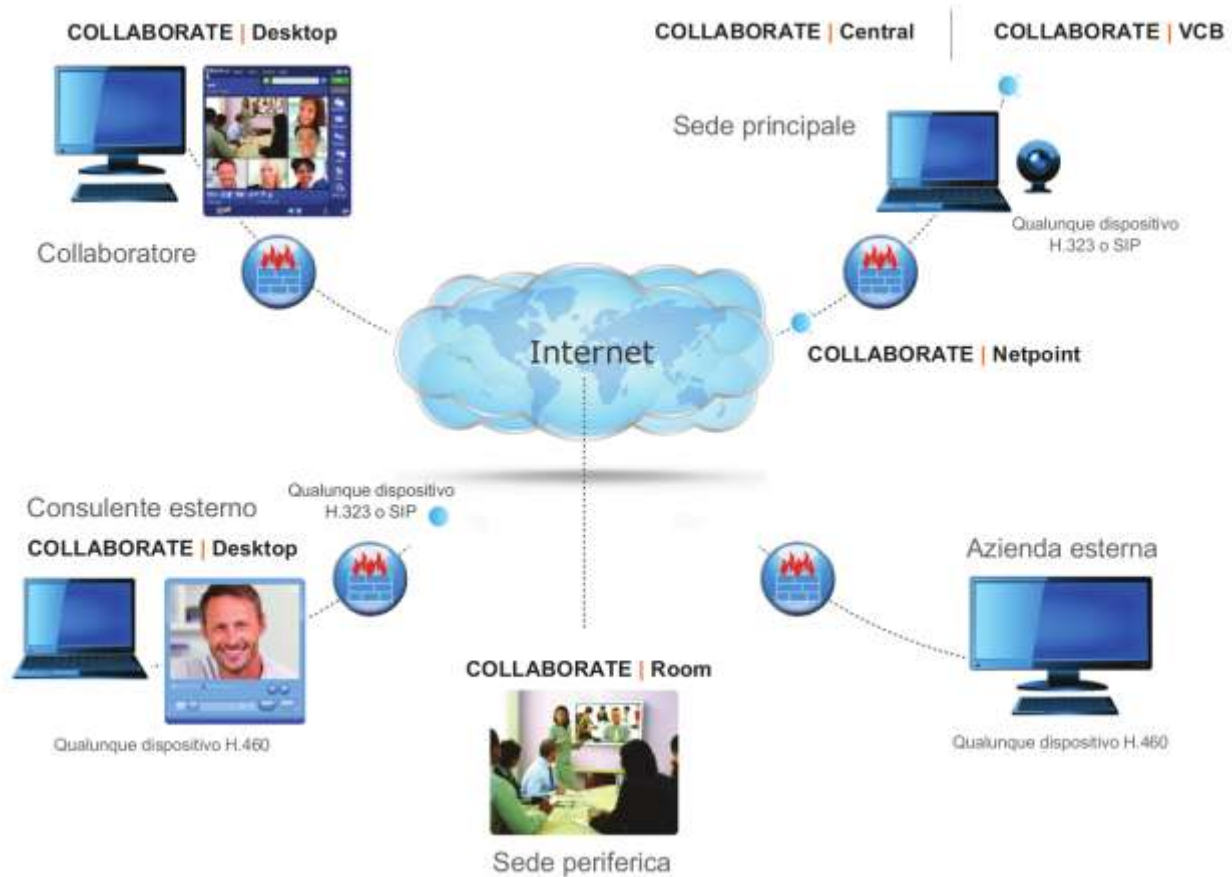 COLLABORATE | Desktop
COLLABORATE | Central
COLLABORATE | VCB
Sede principale
Qualunque dispositivo
H.323 o SIP
Collaboratore
Internet
COLLABORATE | Netpoint
Consulente esterno
COLLABORATE | Desktop
Qualunque dispositivo
H.323 o SIP
Azienda esterna
COLLABORATE | Room
Qualunque dispositivo H.460
Qualunque dispositivo H.460
Sede periferica